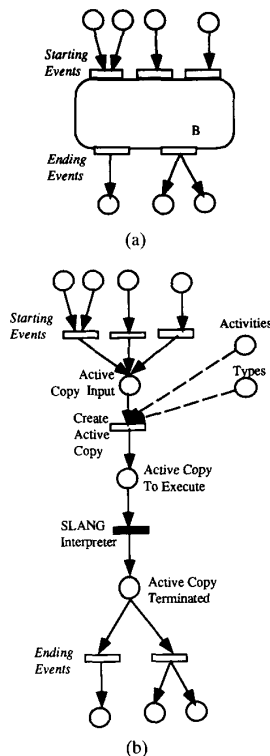 Starting
Events
B
Ending
Events
(a)
Starting
Events
Activities
Active
Copy Input
Types
Create
Active
Copy
Active Copy
To Execute
SLANG
Interpreter
Active Copy
Terminated
Ending
Events
(b)